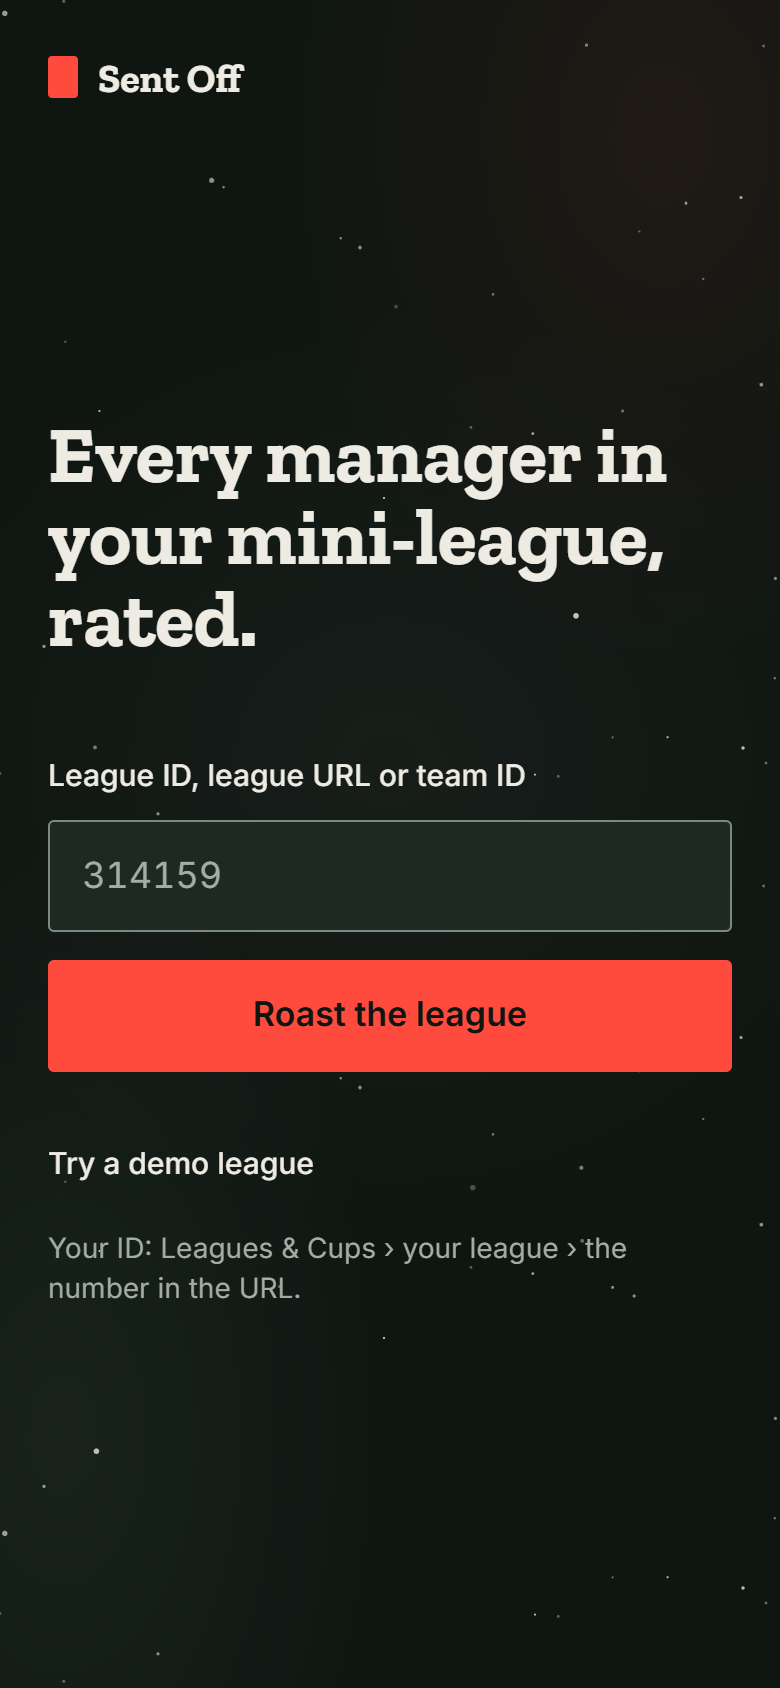 Sent Off
Every manager in
your mini-league,
rated.
League ID, league URL or team ID
314159
Roast the league
Try a demo league
Your ID: Leagues & Cups › your league › the
number in the URL.